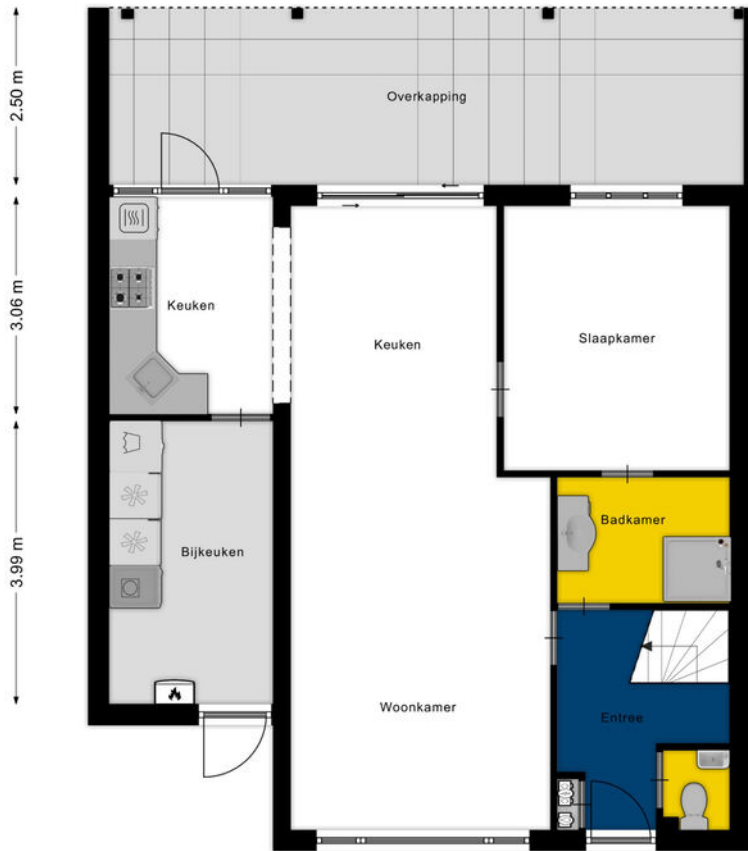 2.50 m
Overkapping
3.06 m
Keuken
Keuken
Slaapkamer
3.99 m
Bijkeuken
Badkamer
Woonkamer
Entree